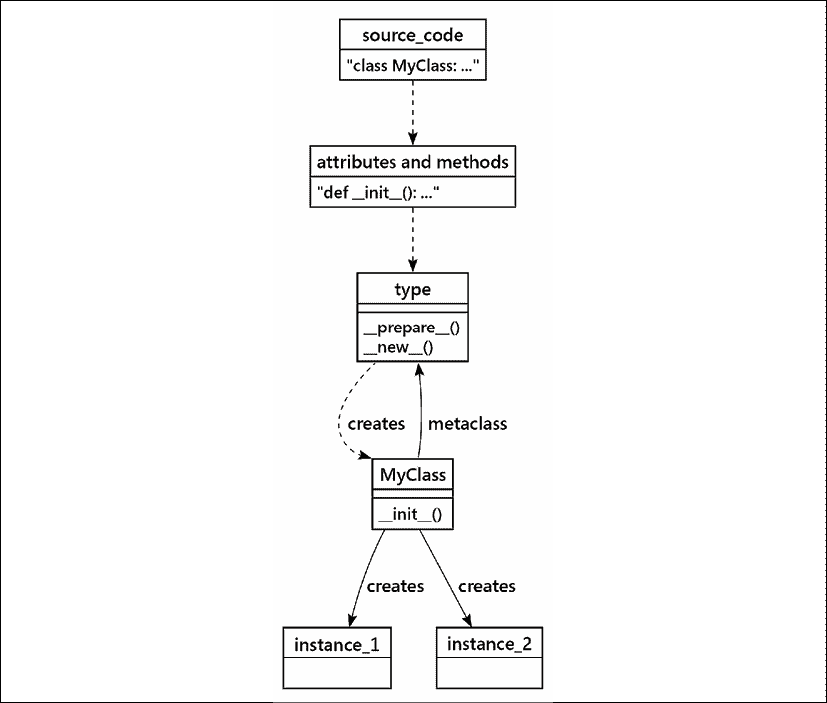 source_code
"class MyClass: ..."
attributes and methods
"def __init__(): ..."
type
__prepare__()
__new__()
creates
metaclass
MyClass
__init__()
creates
creates
instance_1
instance_2